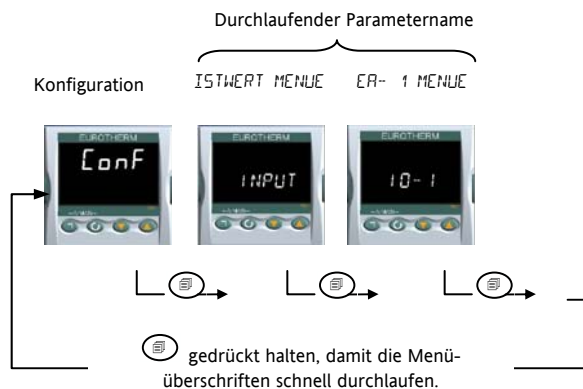 Durchlaufender Parametername
Konfiguration
ISTWERT MENUE
EA- 1 MENUE
EUROTHERM
ConF
EUROTHERM
INPUT
EUROTHERM
IO-1
gedrückt halten, damit die Menü-
überschriften schnell durchlaufen.